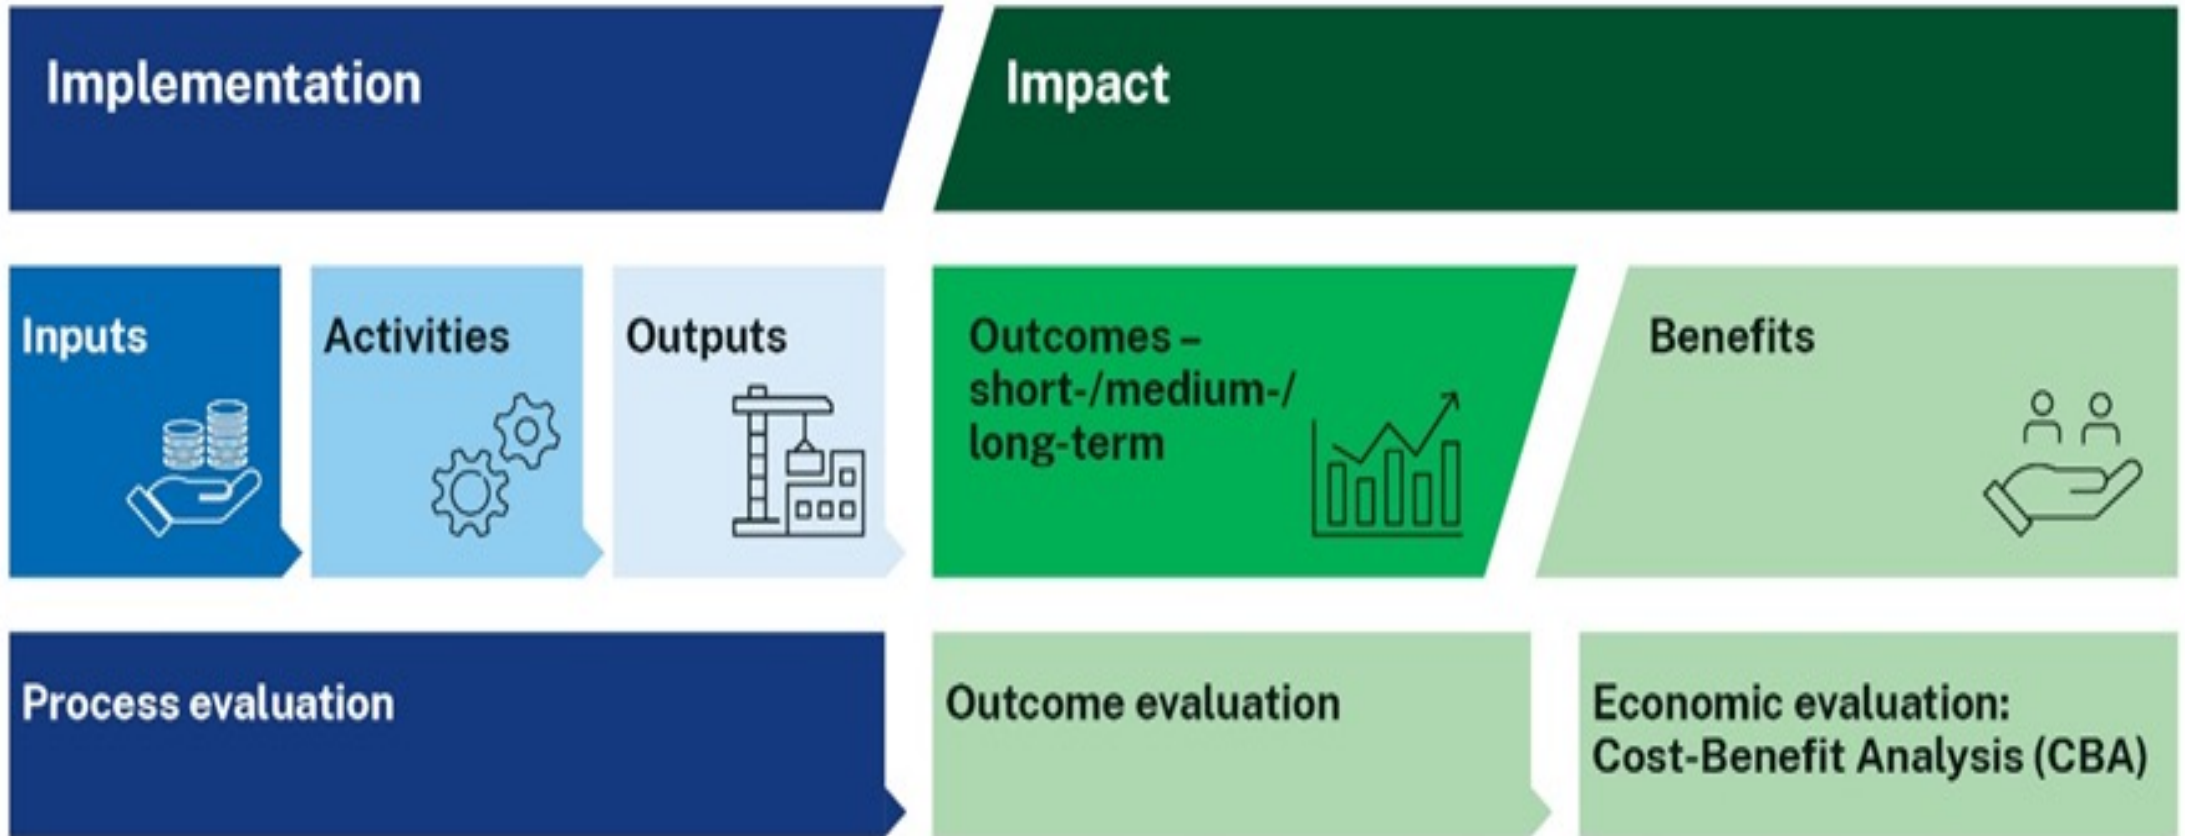 Implementation
Impact
Inputs
Activities
Outputs
Outcomes –
short-/medium-/
long-term
Benefits
Process evaluation
Outcome evaluation
Economic evaluation:
Cost-Benefit Analysis (CBA)